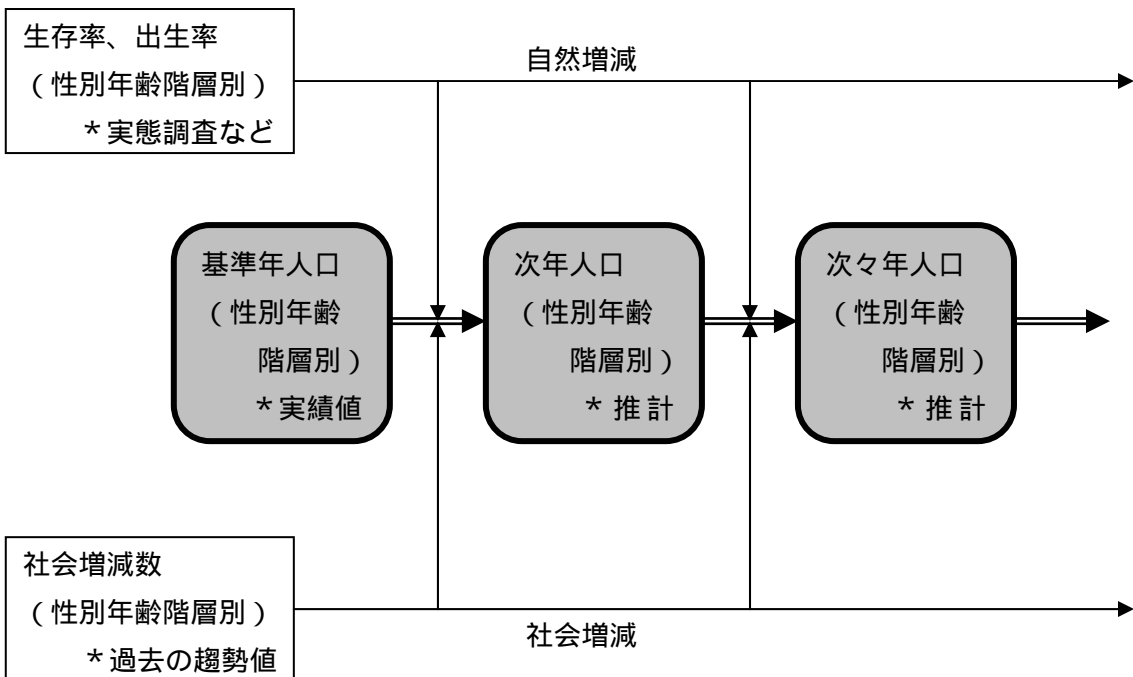 生存率、出生率
（性別年齢階層別）
＊実態調査など
自然増減
基準年人口
（性別年齢
階層別）
＊実績値
次年人口
（性別年齢
階層別）
＊推計
次々年人口
（性別年齢
階層別）
＊推計
社会増減数
（性別年齢階層別）
＊過去の趨勢値
社会増減